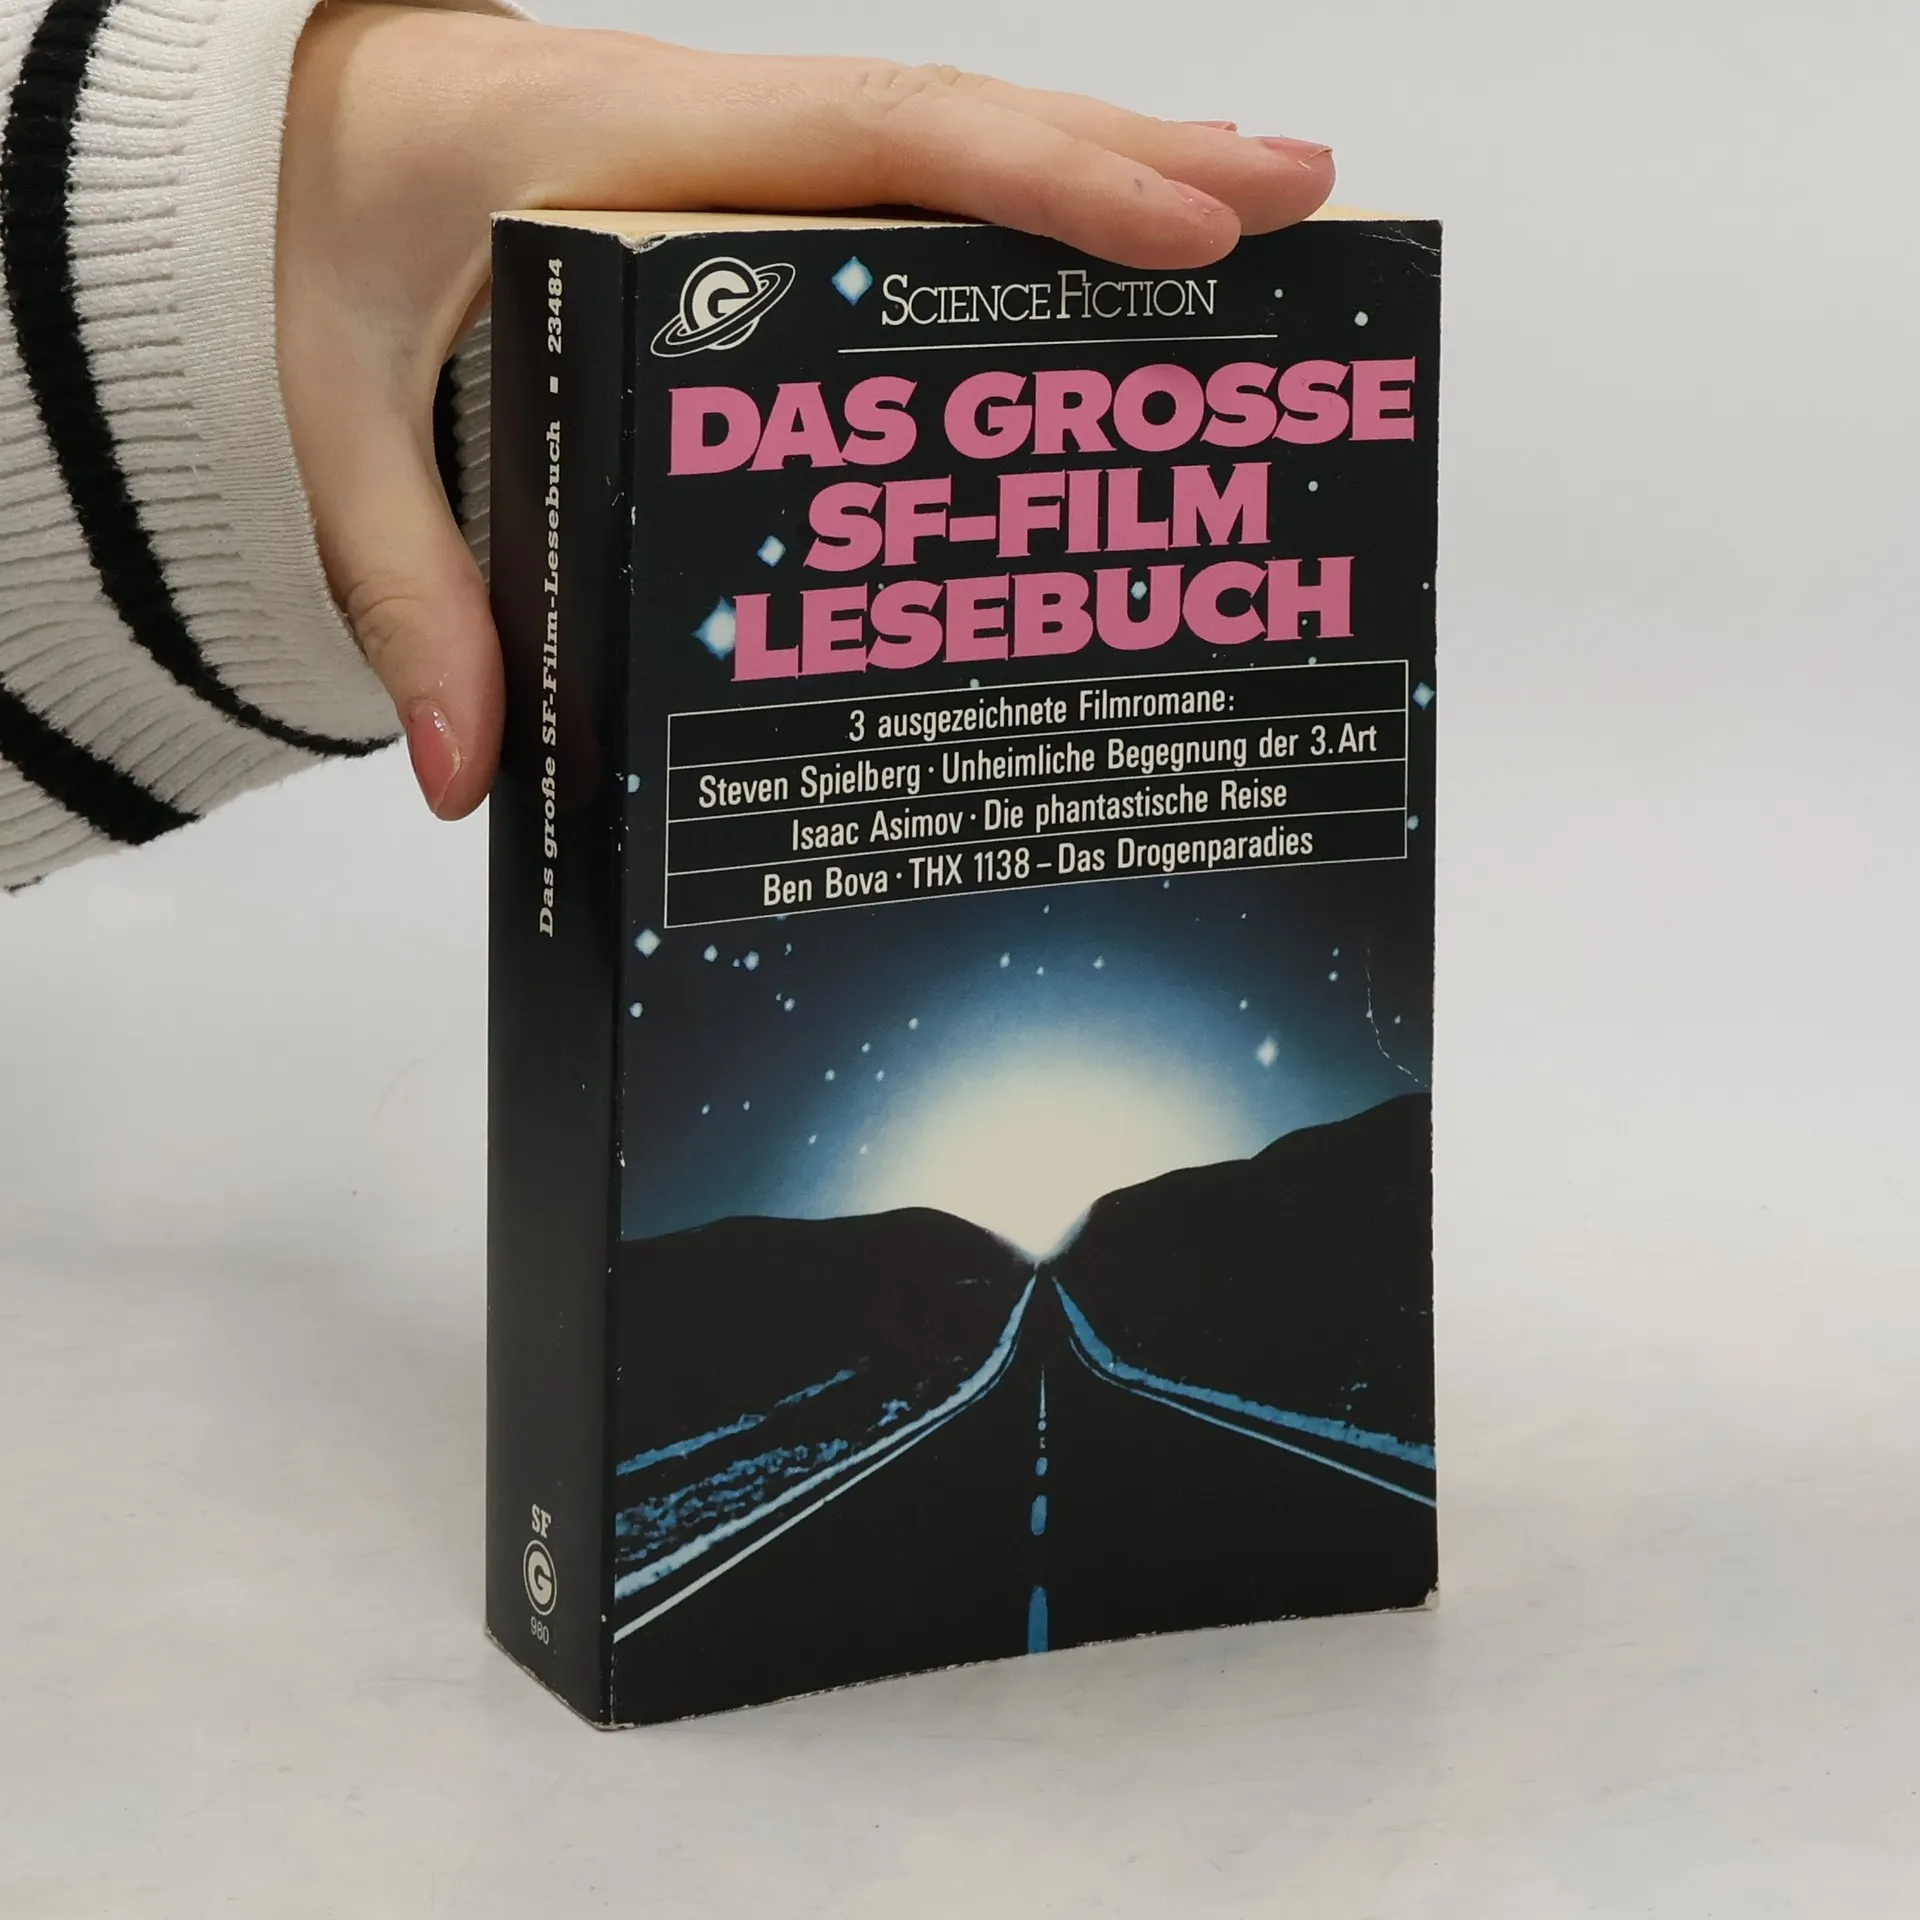 SCIENCE FICTION
DAS GROSSE
SF-FILM
LESEBUCH
3 ausgezeichnete Filmromane:
Steven Spielberg · Unheimliche Begegnung der 3. Art
Isaac Asimov · Die phantastische Reise
Ben Bova · THX 1138 – Das Drogenparadies
Das große SF-Film-Lesebuch ▪ 23484
SF
G
980
G